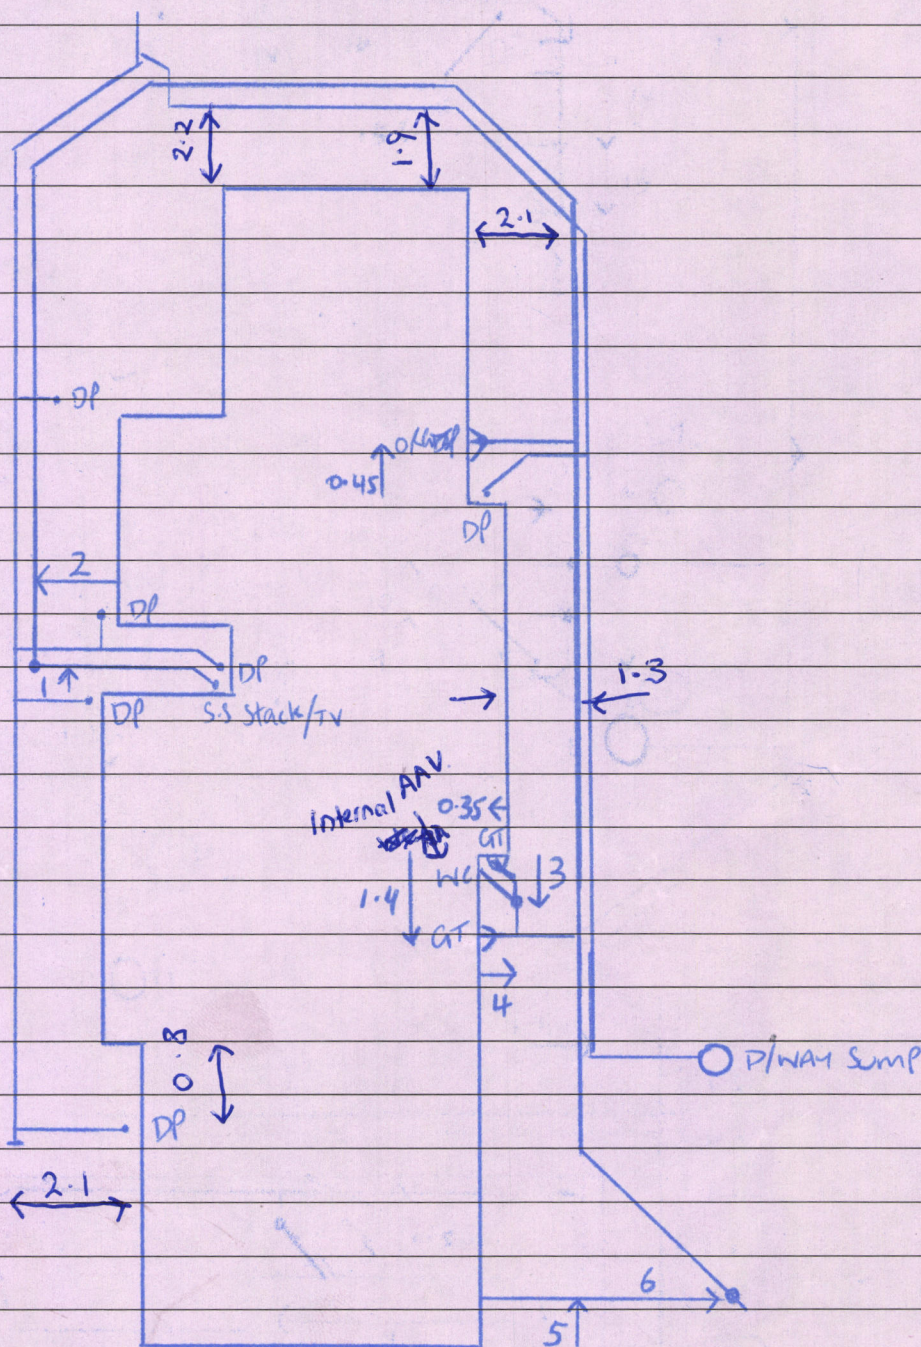 2.2
1.9
2.1
DP
0.45
DP
2
DP
DP
1
DP
S.S Stack/TV
1.3
Internal AAV
0.35
GT
WC
3
1.4
GT
4
0.8
D/WAY SUMP
DP
2.1
6
5